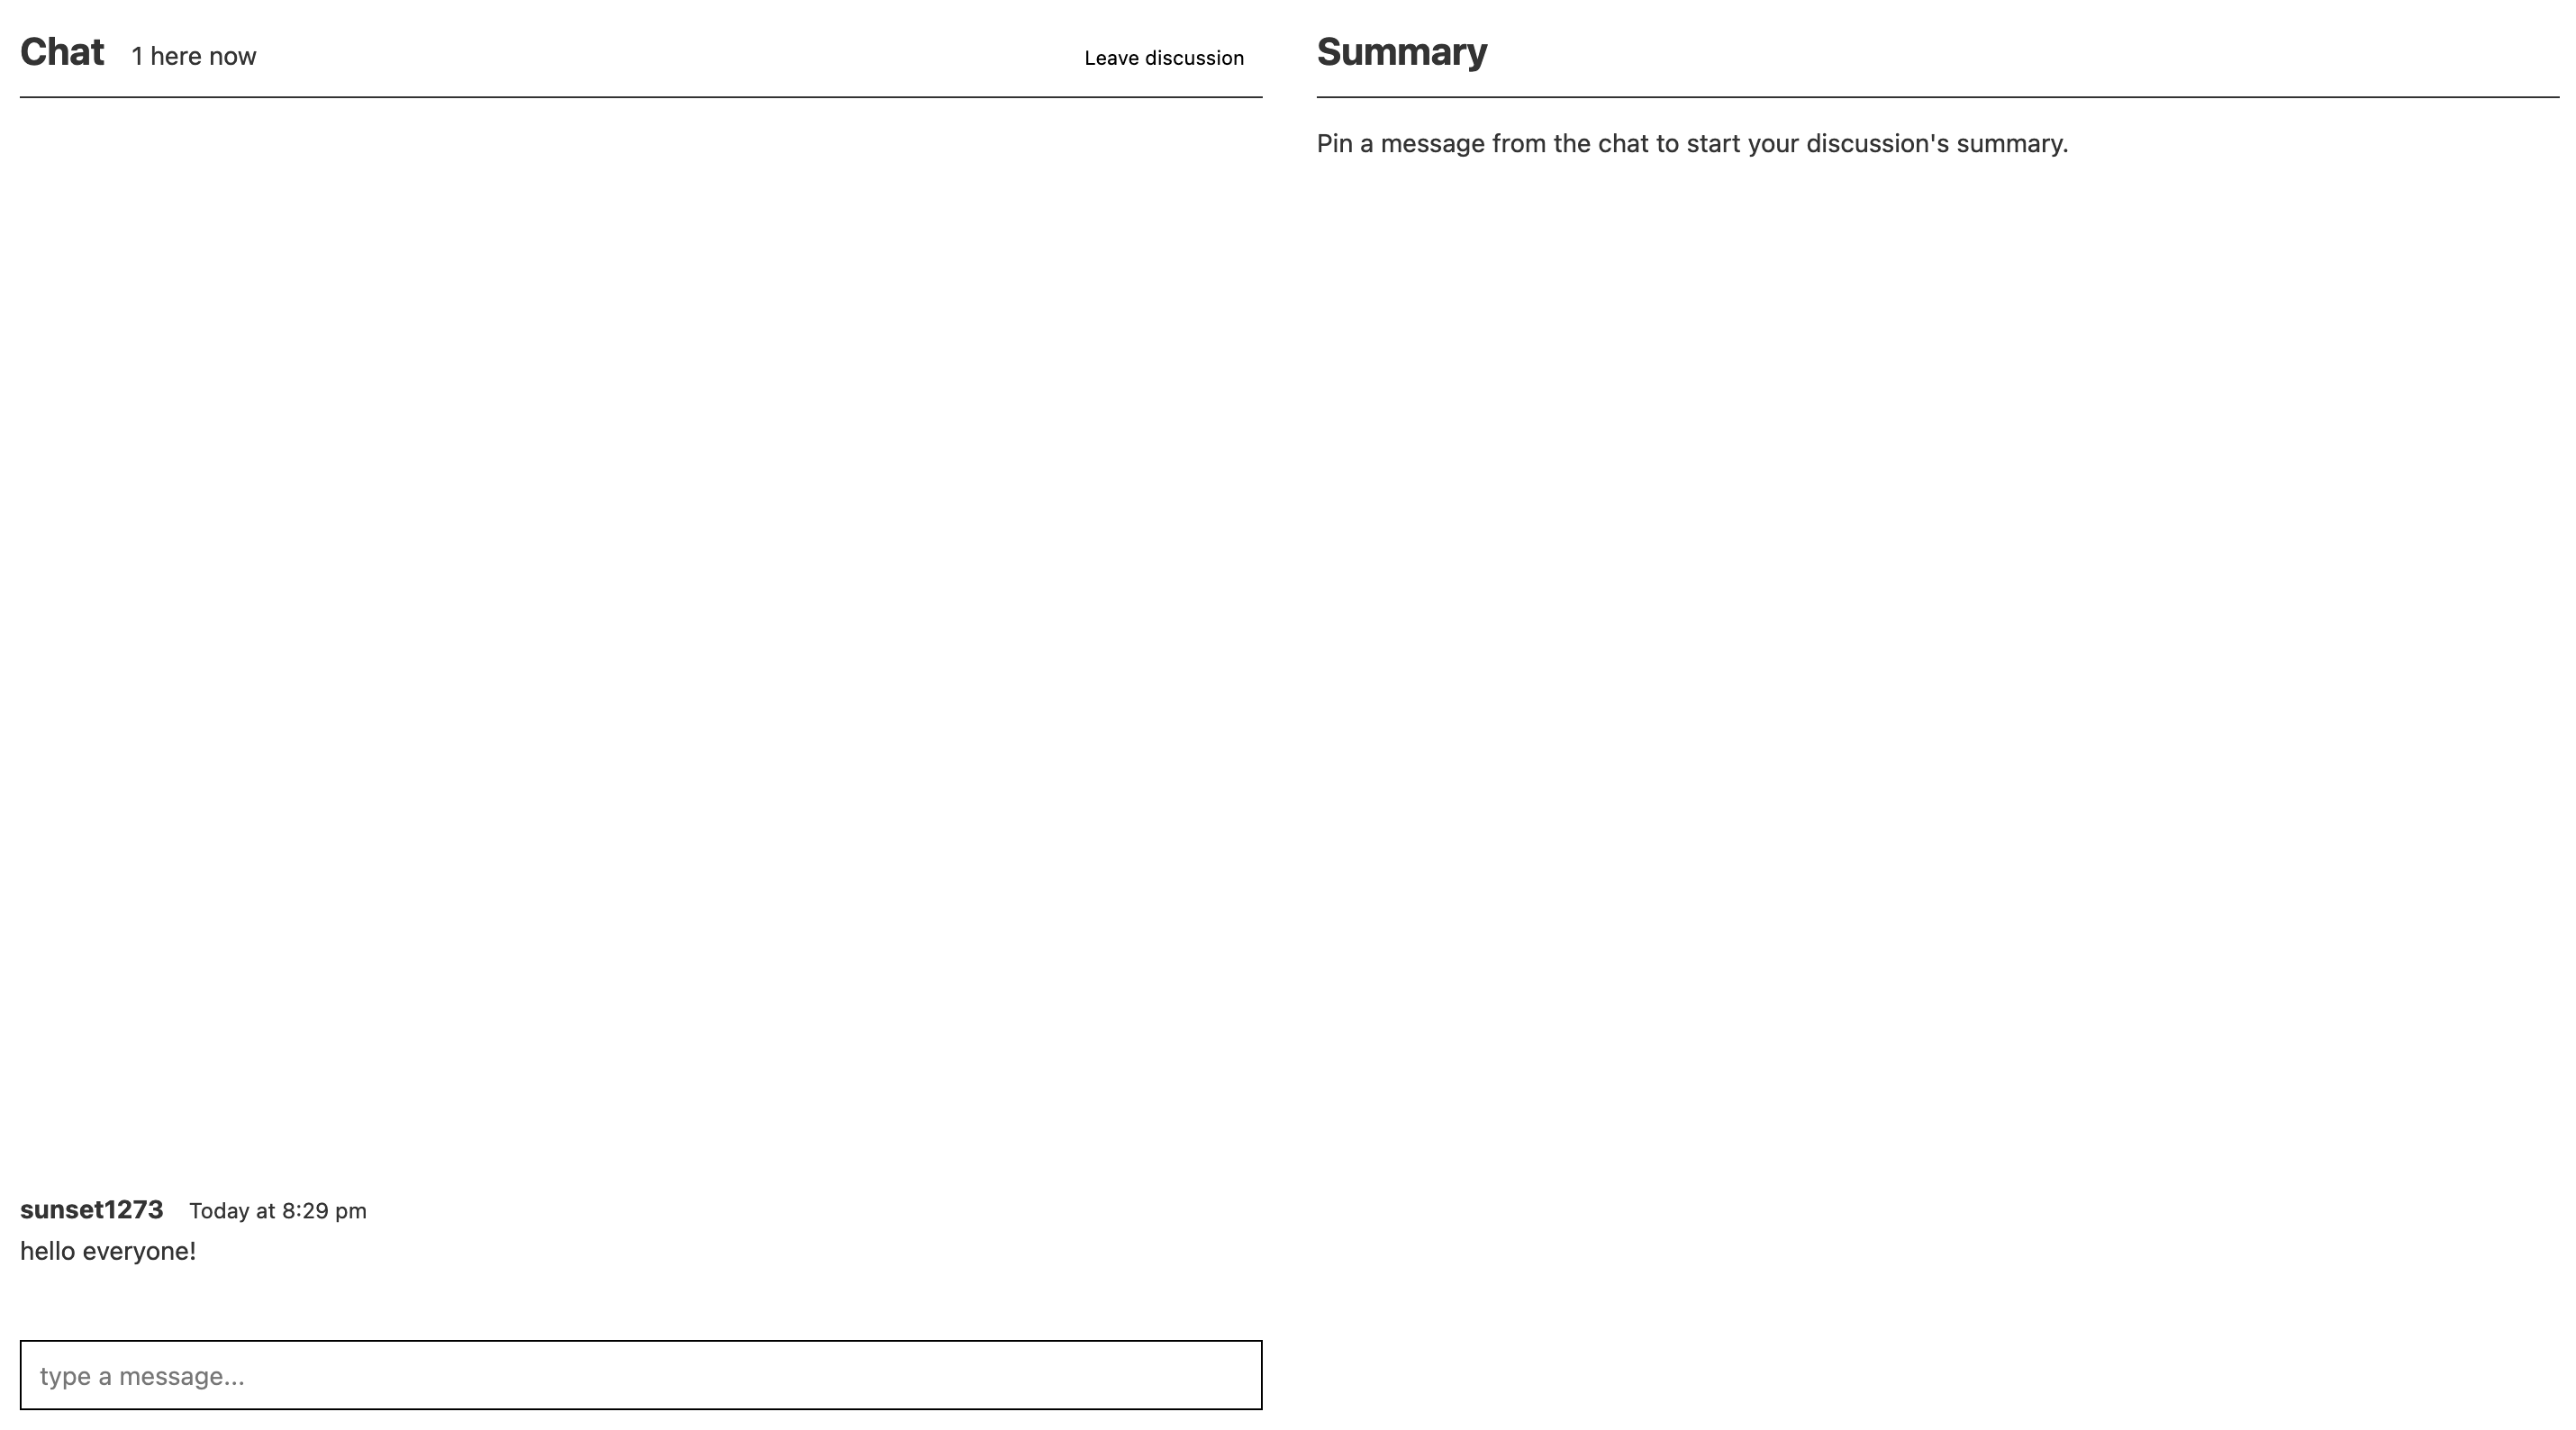 Chat 1 here now Leave discussion
Summary
Pin a message from the chat to start your discussion's summary.
sunset1273 Today at 8:29 pm
hello everyone!
type a message...